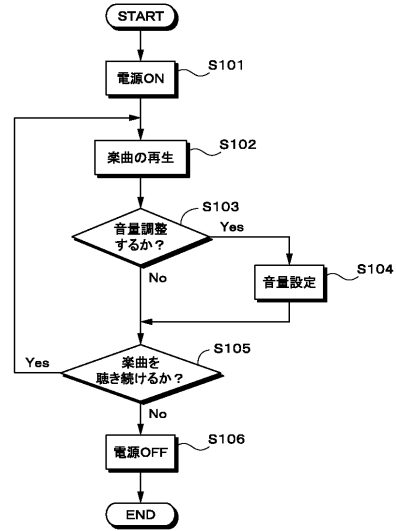 START
電源ON
S101
楽曲の再生
S102
音量調整
するか？
S103
Yes
No
音量設定
S104
楽曲を
聴き続けるか？
S105
Yes
No
電源OFF
S106
END